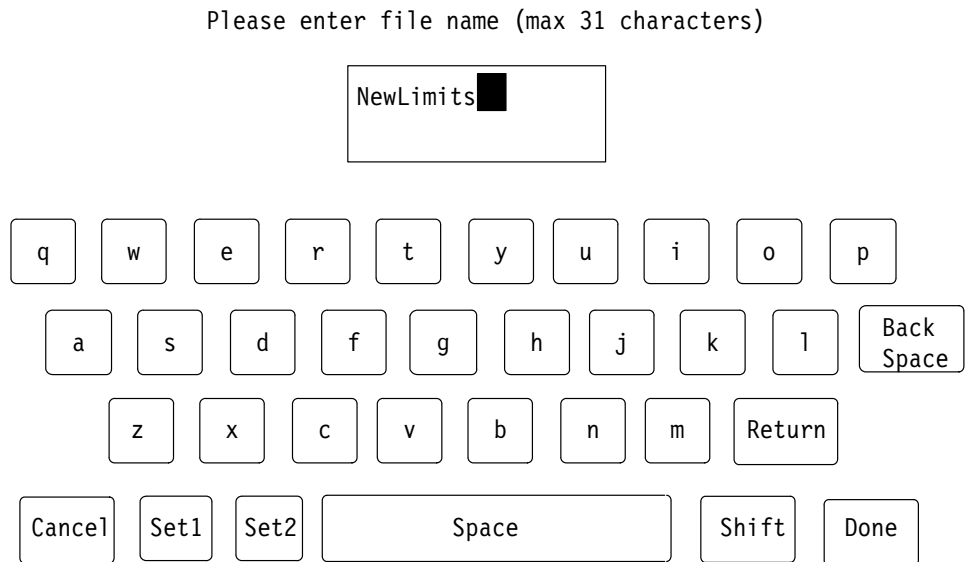 Please enter file name (max 31 characters)
NewLimits
q w e r t y u i o p
a s d f g h j k l Back
Space
z x c v b n m Return
Cancel Set1 Set2 Space Shift Done